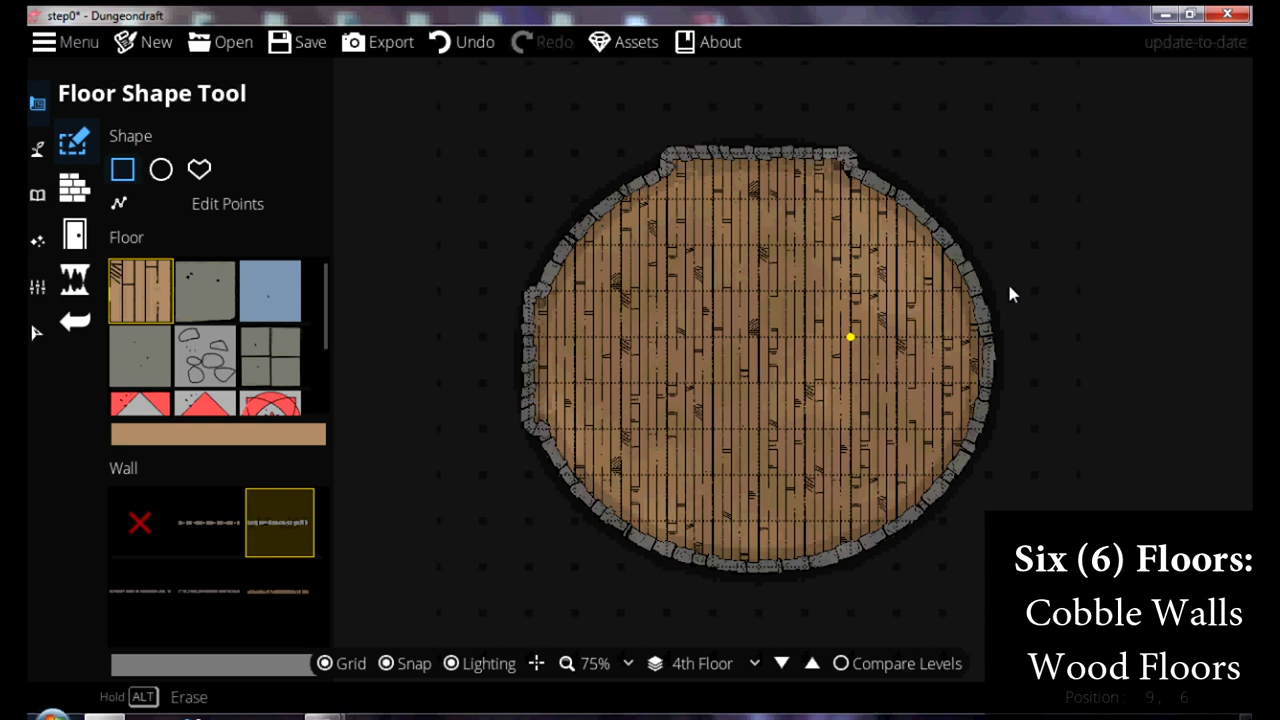 step0* - Dungeondraft
Menu New Open Save Export Undo Redo Assets About update-to-date
Floor Shape Tool
Shape
Edit Points
Floor
Wall
Grid Snap Lighting 75% 4th Floor Compare Levels
Hold ALT Erase
Position : 9, 6
Six (6) Floors:
Cobble Walls
Wood Floors